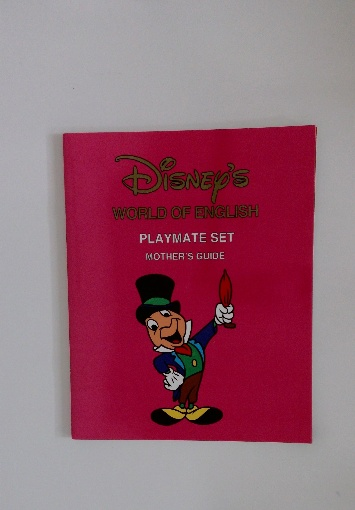 Disney's
WORLD OF ENGLISH
PLAYMATE SET
MOTHER'S GUIDE